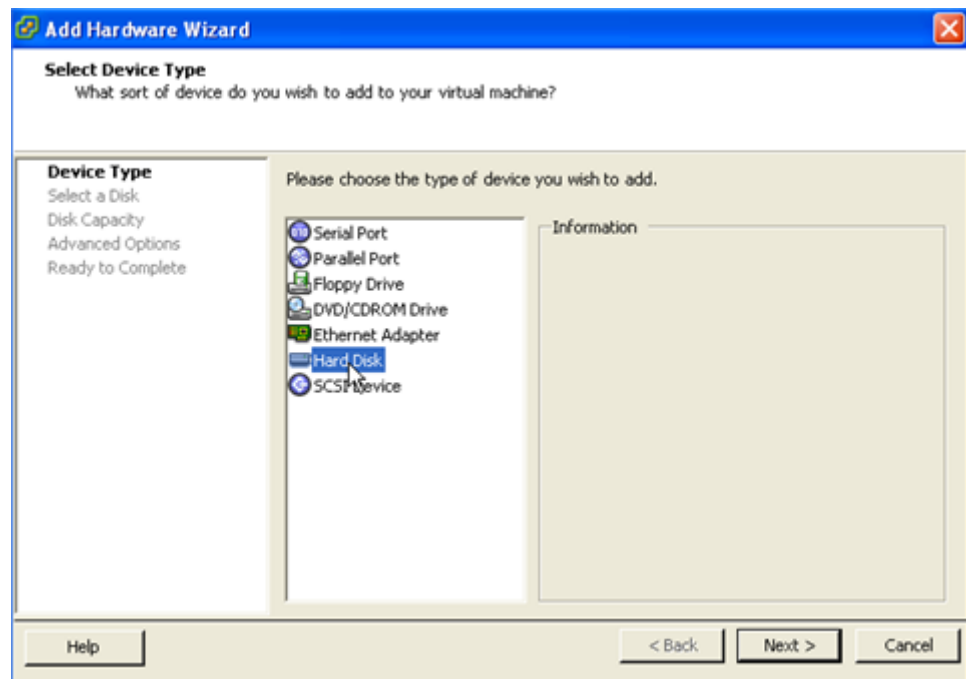 Add Hardware Wizard
Select Device Type
What sort of device do you wish to add to your virtual machine?
Device Type
Select a Disk
Disk Capacity
Advanced Options
Ready to Complete
Please choose the type of device you wish to add.
Serial Port
Parallel Port
Floppy Drive
DVD/CDROM Drive
Ethernet Adapter
Hard Disk
SCSI Device
Information
Help
< Back
Next >
Cancel